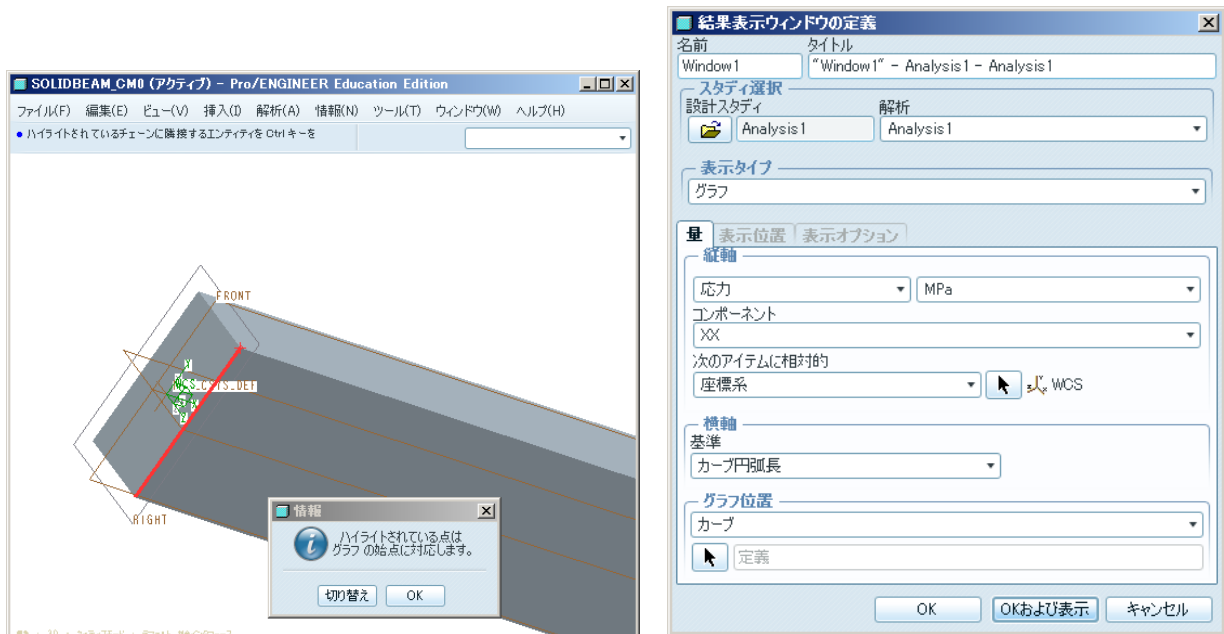 SOLIDBEAM_CM0 (アクティブ) - Pro/ENGINEER Education Edition
ファイル(F) 編集(E) ビュー(V) 挿入(I) 解析(A) 情報(N) ツール(T) ウィンドウ(W) ヘルプ(H)
ハイライトされているチェーンに隣接するエンティティを Ctrl キーを
FRONT
WCS_CSYS_DEF
RIGHT
情報
ハイライトされている点は
グラフ の始点に対応します。
切り替え OK
結果表示ウィンドウの定義
名前 タイトル
Window1 "Window1" - Analysis1 - Analysis1
スタディ選択
設計スタディ 解析
Analysis1 Analysis1
表示タイプ
グラフ
量 表示位置 表示オプション
縦軸
応力 MPa
コンポーネント
XX
次のアイテムに相対的
座標系 WCS
横軸
基準
カーブ円弧長
グラフ位置
カーブ
定義
OK OKおよび表示 キャンセル